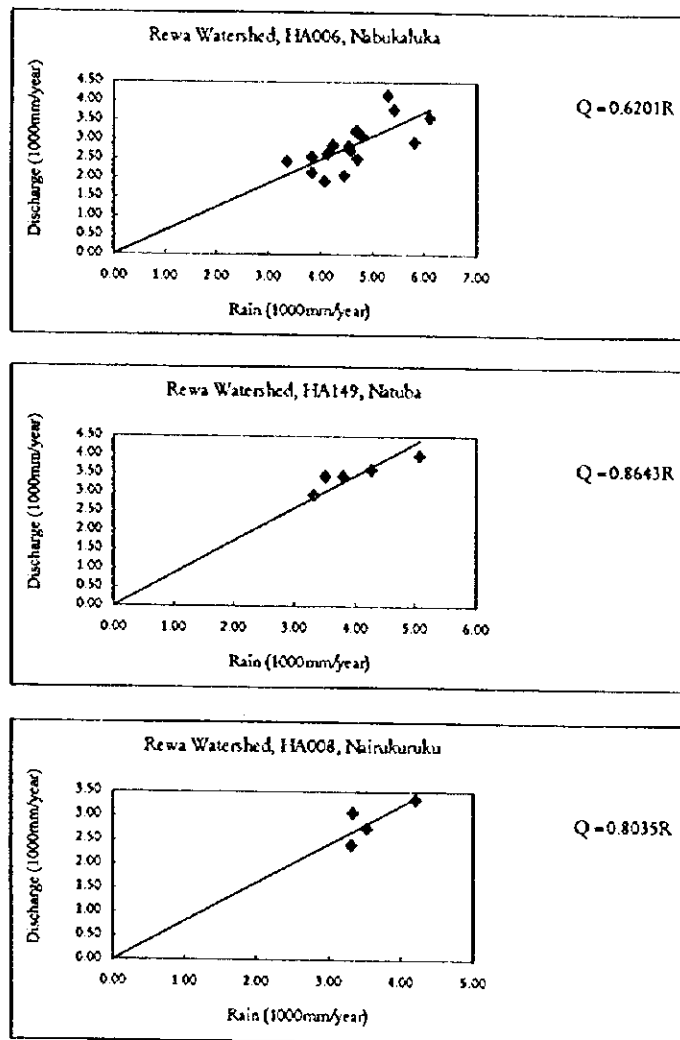 Rewa Watershed, HA006, Nabukaluka
Discharge (1000mm/year)
4.50
4.00
3.50
3.00
2.50
2.00
1.50
1.00
0.50
0.00
0.00 1.00 2.00 3.00 4.00 5.00 6.00 7.00
Rain (1000mm/year)
Q = 0.6201R
Rewa Watershed, HA149, Natuba
Discharge (1000mm/year)
4.50
4.00
3.50
3.00
2.50
2.00
1.50
1.00
0.50
0.00
0.00 1.00 2.00 3.00 4.00 5.00 6.00
Rain (1000mm/year)
Q = 0.8643R
Rewa Watershed, HA008, Nairukuruku
Discharge (1000mm/year)
3.50
3.00
2.50
2.00
1.50
1.00
0.50
0.00
0.00 1.00 2.00 3.00 4.00 5.00
Rain (1000mm/year)
Q = 0.8035R